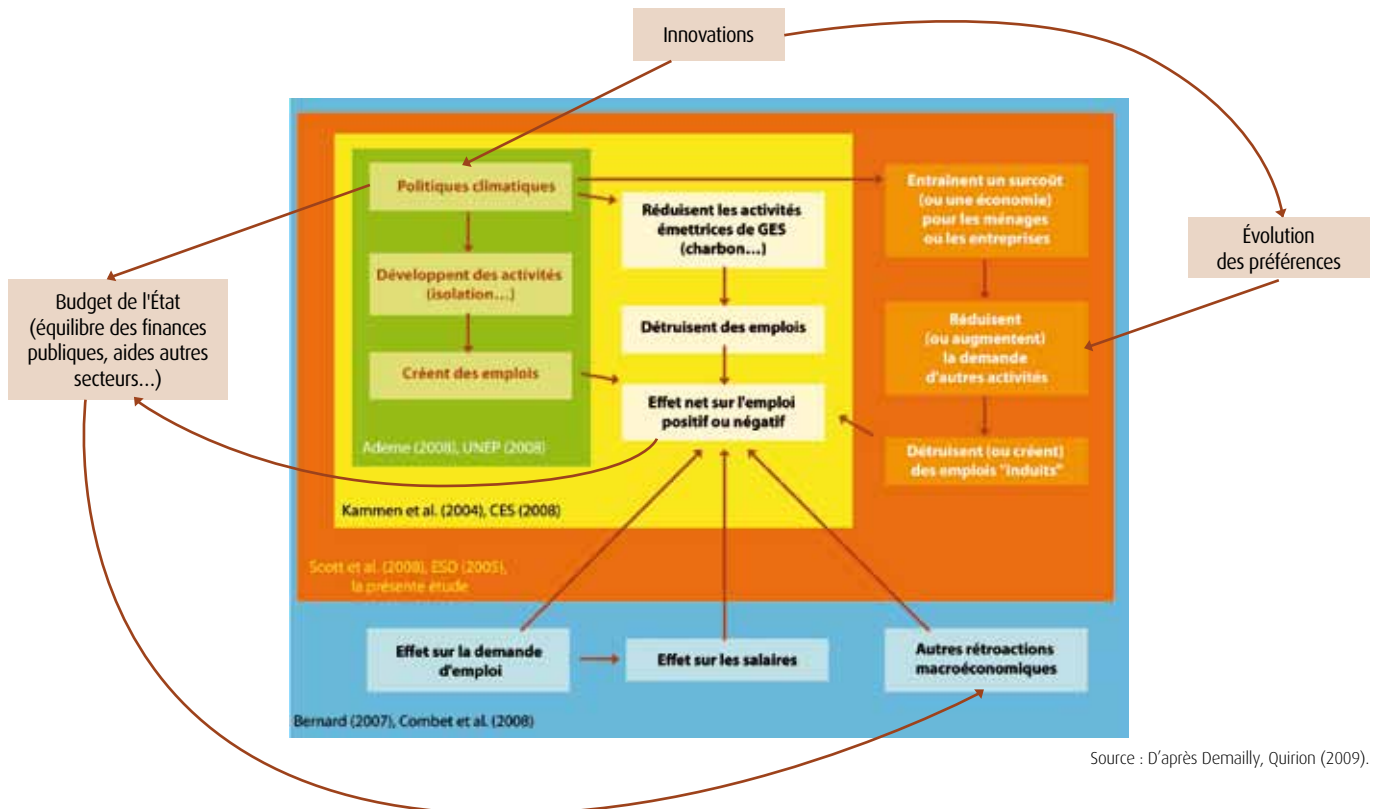 Innovations
Politiques climatiques
Développent des activités
(isolation...)
Créent des emplois
Ademe (2008), UNEP (2008)
Réduisent les activités
émettrices de GES
(charbon...)
Détruisent des emplois
Effet net sur l'emploi
positif ou négatif
Kammen et al. (2004), CES (2008)
Entraînent un surcoût
(ou une économie)
pour les ménages
ou les entreprises
Réduisent
(ou augmentent)
la demande
d'autres activités
Détruisent (ou créent)
des emplois "induits"
Scott et al. (2008), ESD (2005),
la présente étude
Évolution
des préférences
Budget de l'État
(équilibre des finances
publiques, aides autres
secteurs...)
Effet sur la demande
d'emploi
Effet sur les salaires
Autres rétroactions
macroéconomiques
Bernard (2007), Combet et al. (2008)
Source : D'après Demailly, Quirion (2009).